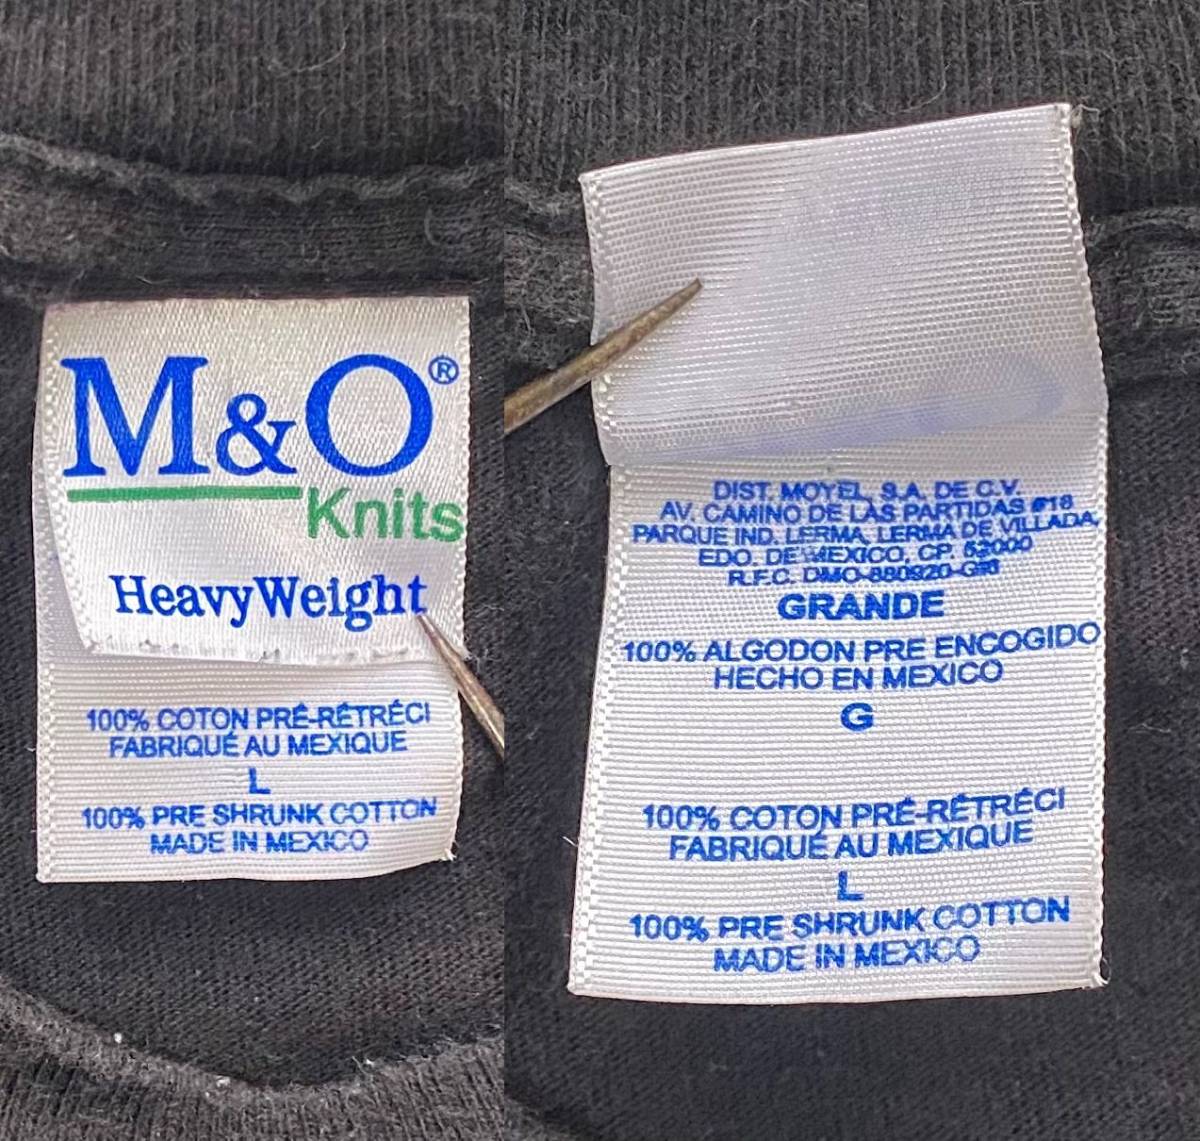 M&O®
Knits
HeavyWeight
100% COTON PRÉ-RÉTRÉCI
FABRIQUÉ AU MEXIQUE
L
100% PRE SHRUNK COTTON
MADE IN MEXICO
DIST. MOYEL, S.A. DE C.V.
AV. CAMINO DE LAS PARTIDAS #18
PARQUE IND. LERMA, LERMA DE VILLADA,
EDO. DE MEXICO, CP. 52000
R.F.C. DMO-880920-
GRANDE
100% ALGODON PRE ENCOGIDO
HECHO EN MEXICO
G
100% COTON PRÉ-RÉTRÉCI
FABRIQUÉ AU MEXIQUE
L
100% PRE SHRUNK COTTON
MADE IN MEXICO